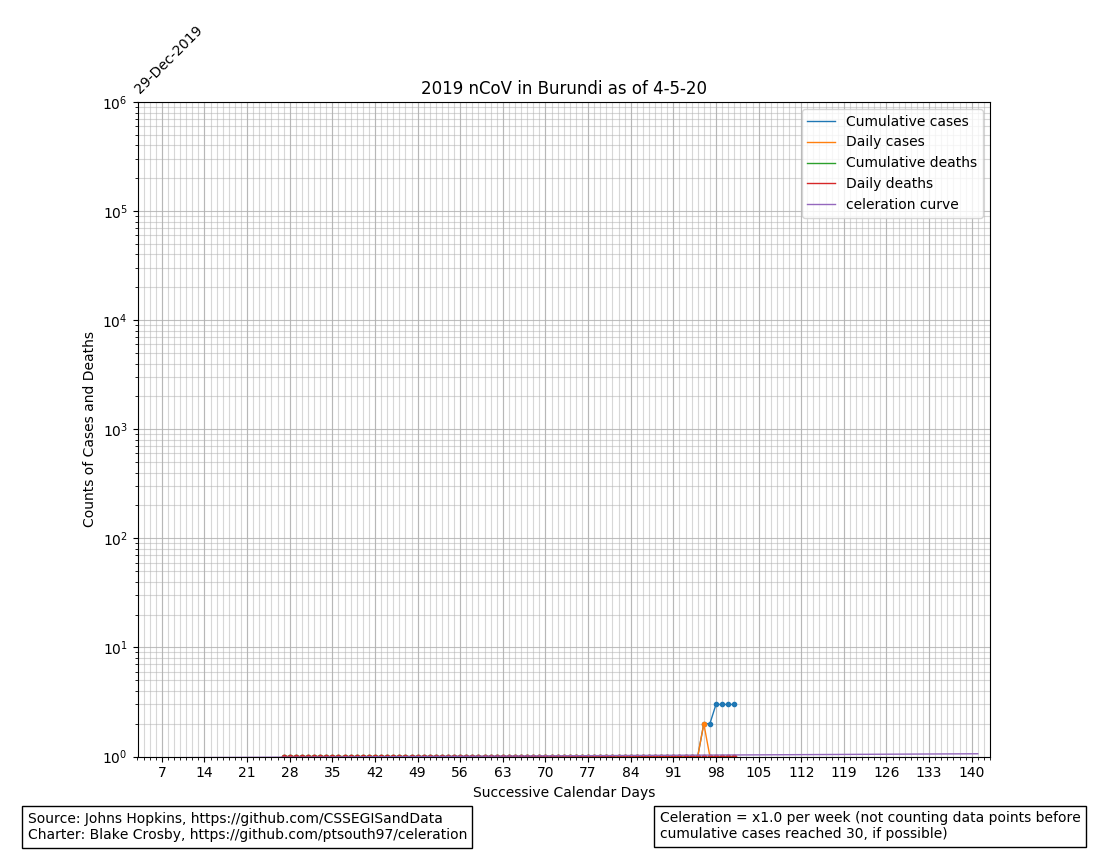 29-Dec-2019
2019 nCoV in Burundi as of 4-5-20
Cumulative cases
Daily cases
Cumulative deaths
Daily deaths
celeration curve
Counts of Cases and Deaths
10^6
10^5
10^4
10^3
10^2
10^1
10^0
7 14 21 28 35 42 49 56 63 70 77 84 91 98 105 112 119 126 133 140
Successive Calendar Days
Source: Johns Hopkins, https://github.com/CSSEGISandData
Charter: Blake Crosby, https://github.com/ptsouth97/celeration
Celeration = x1.0 per week (not counting data points before
cumulative cases reached 30, if possible)